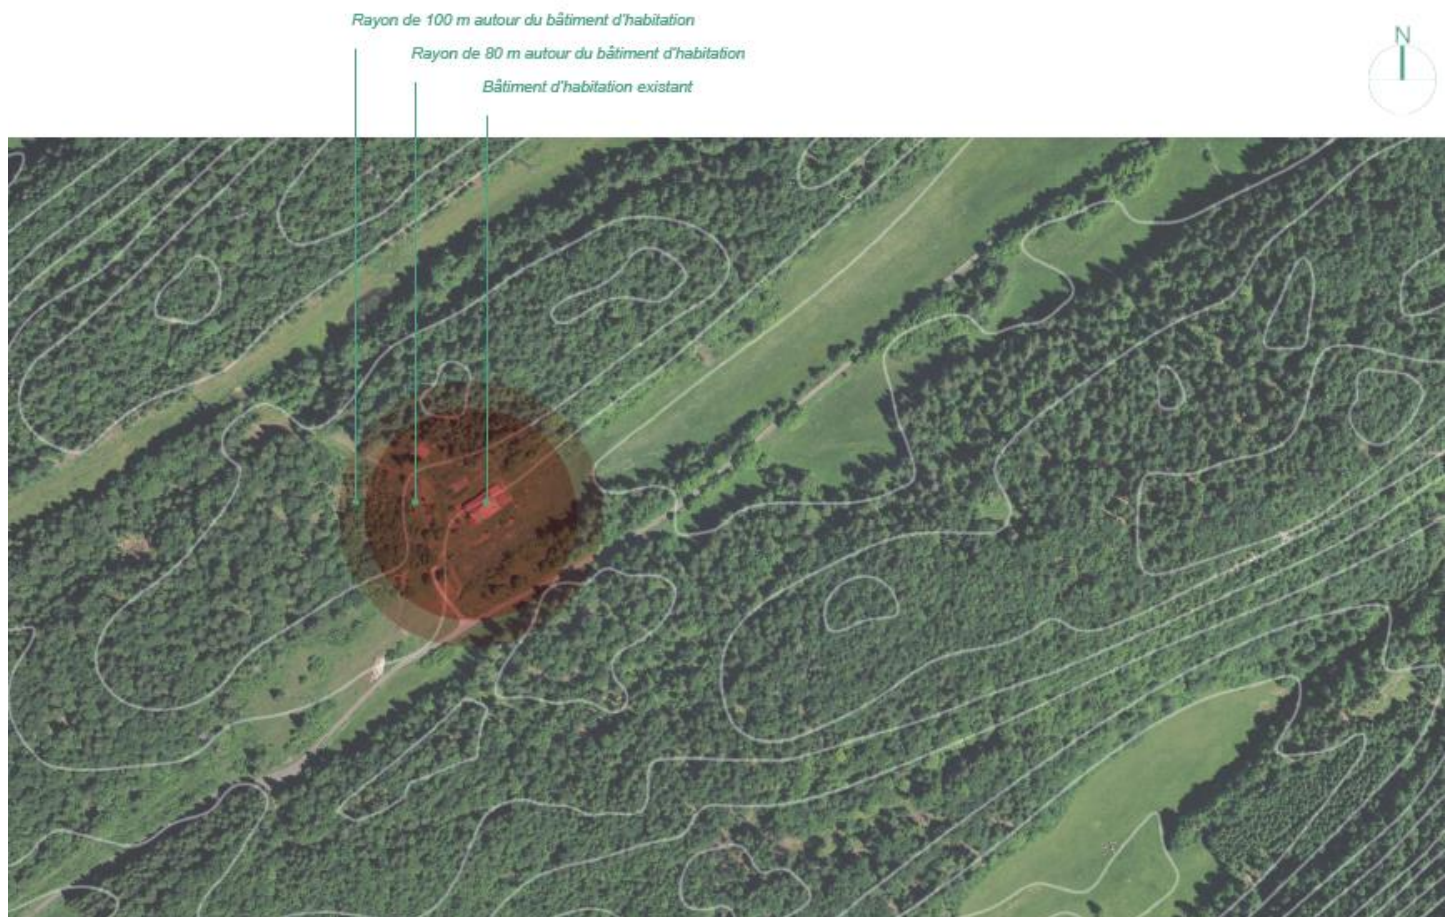 Rayon de 100 m autour du bâtiment d'habitation
N
Rayon de 80 m autour du bâtiment d'habitation
Bâtiment d'habitation existant